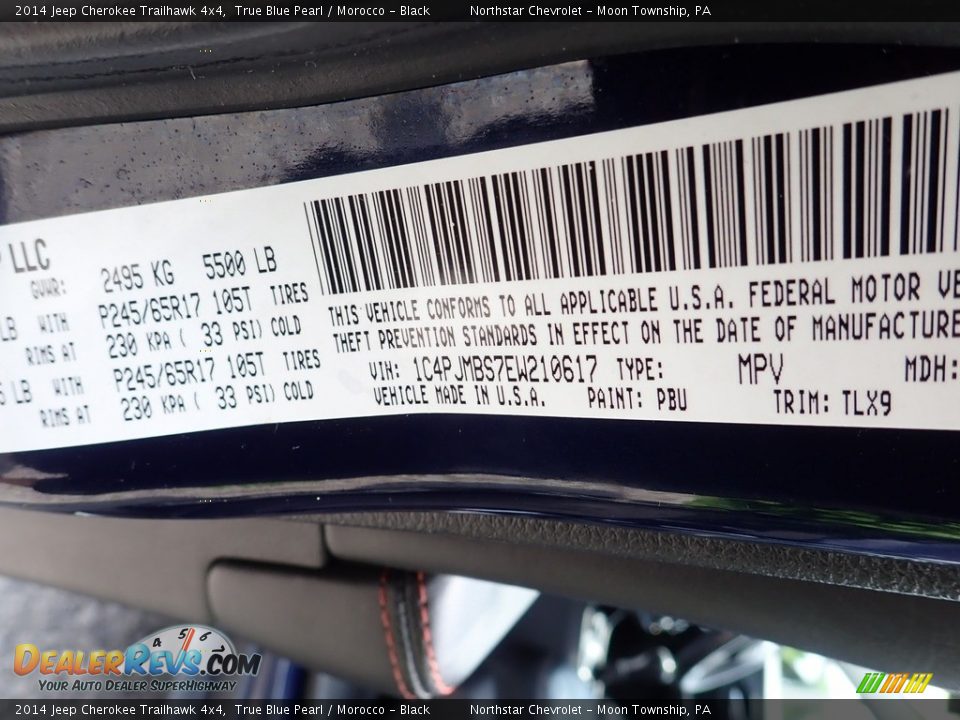 2014 Jeep Cherokee Trailhawk 4x4, True Blue Pearl / Morocco - Black Northstar Chevrolet - Moon Township, PA
LLC
GVWR: 2495 KG 5500 LB
LB WITH P245/65R17 105T TIRES
RIMS AT 230 KPA ( 33 PSI) COLD
LB WITH P245/65R17 105T TIRES
RIMS AT 230 KPA ( 33 PSI) COLD
THIS VEHICLE CONFORMS TO ALL APPLICABLE U.S.A. FEDERAL MOTOR VE
THEFT PREVENTION STANDARDS IN EFFECT ON THE DATE OF MANUFACTURE
VIN: 1C4PJMBS7EW210617 TYPE: MPV MDH:
VEHICLE MADE IN U.S.A. PAINT: PBU TRIM: TLX9
4 5 6
DealerRevs.com
Your Auto Dealer SuperHighway
2014 Jeep Cherokee Trailhawk 4x4, True Blue Pearl / Morocco - Black Northstar Chevrolet - Moon Township, PA